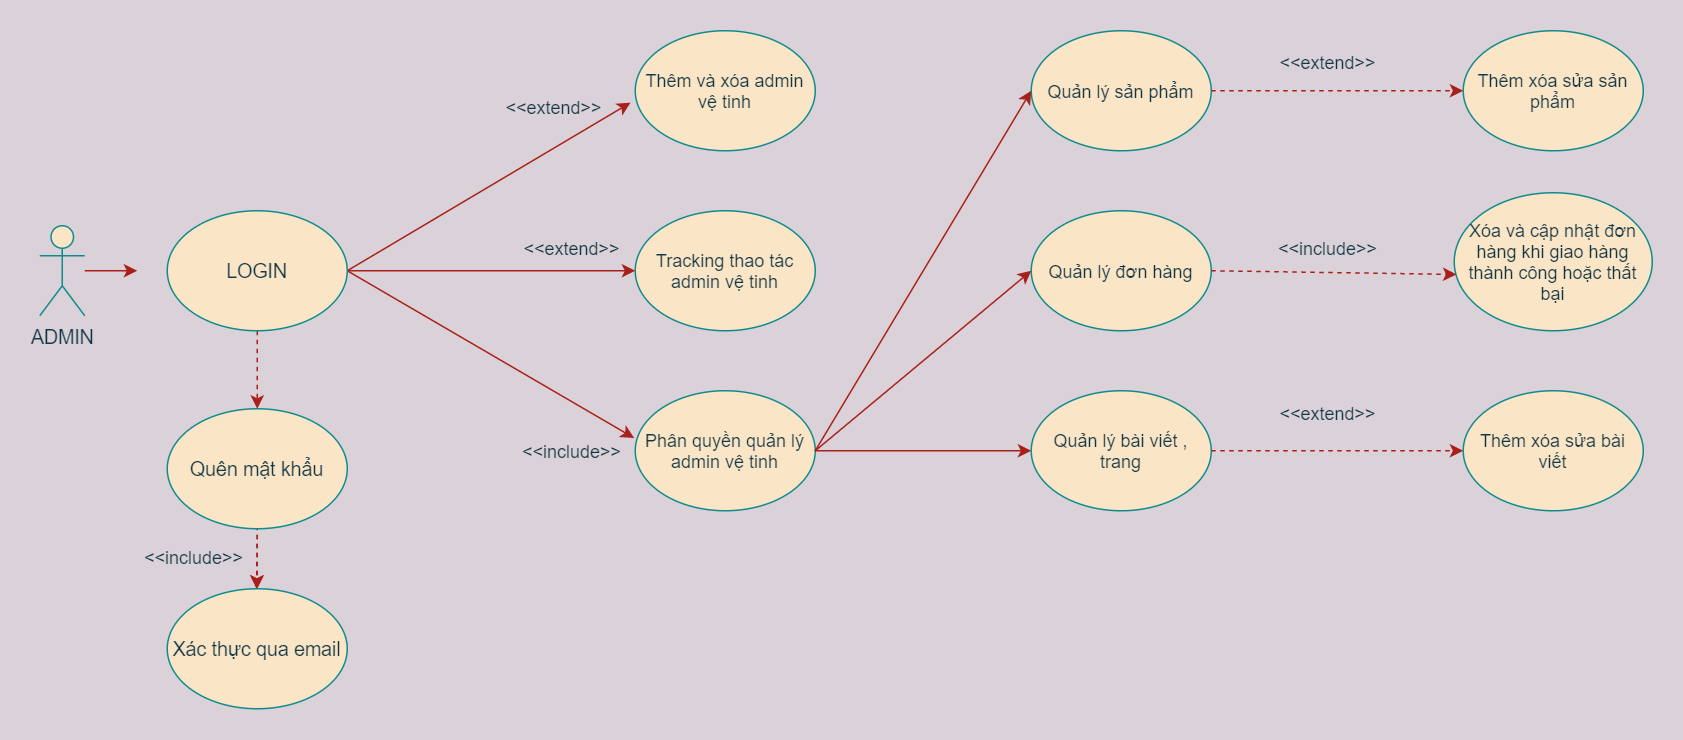 Thêm và xóa admin
vệ tinh
<<extend>>
Quản lý sản phẩm
<<extend>>
Thêm xóa sửa sản
phẩm
ADMIN
LOGIN
<<extend>>
Tracking thao tác
admin vệ tinh
Quản lý đơn hàng
<<include>>
Xóa và cập nhật đơn
hàng khi giao hàng
thành công hoặc thất
bại
<<include>>
Phân quyền quản lý
admin vệ tinh
Quản lý bài viết ,
trang
<<extend>>
Thêm xóa sửa bài
viết
Quên mật khẩu
<<include>>
Xác thực qua email